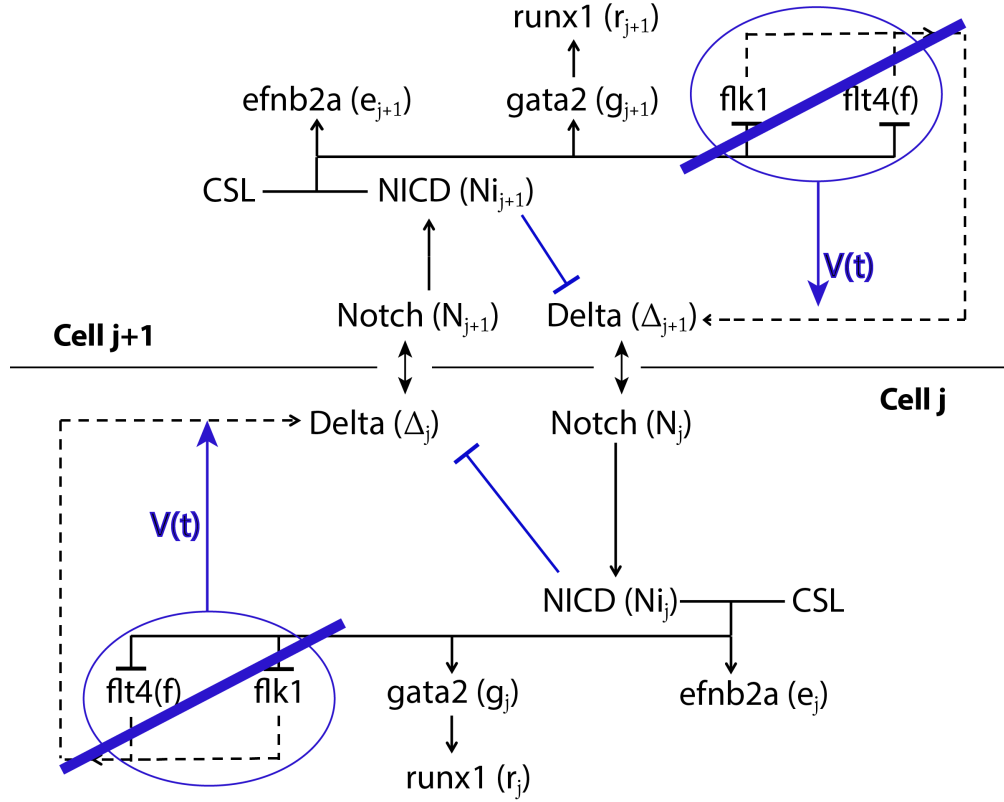 runx1 (rj+1)
efnb2a (ej+1)
gata2 (gj+1)
flk1
flt4(f)
CSL
NICD (Nij+1)
V(t)
Notch (Nj+1)
Delta (Δj+1)
Cell j+1
Cell j
Delta (Δj)
Notch (Nj)
V(t)
NICD (Nij)
CSL
flt4(f)
flk1
gata2 (gj)
efnb2a (ej)
runx1 (rj)